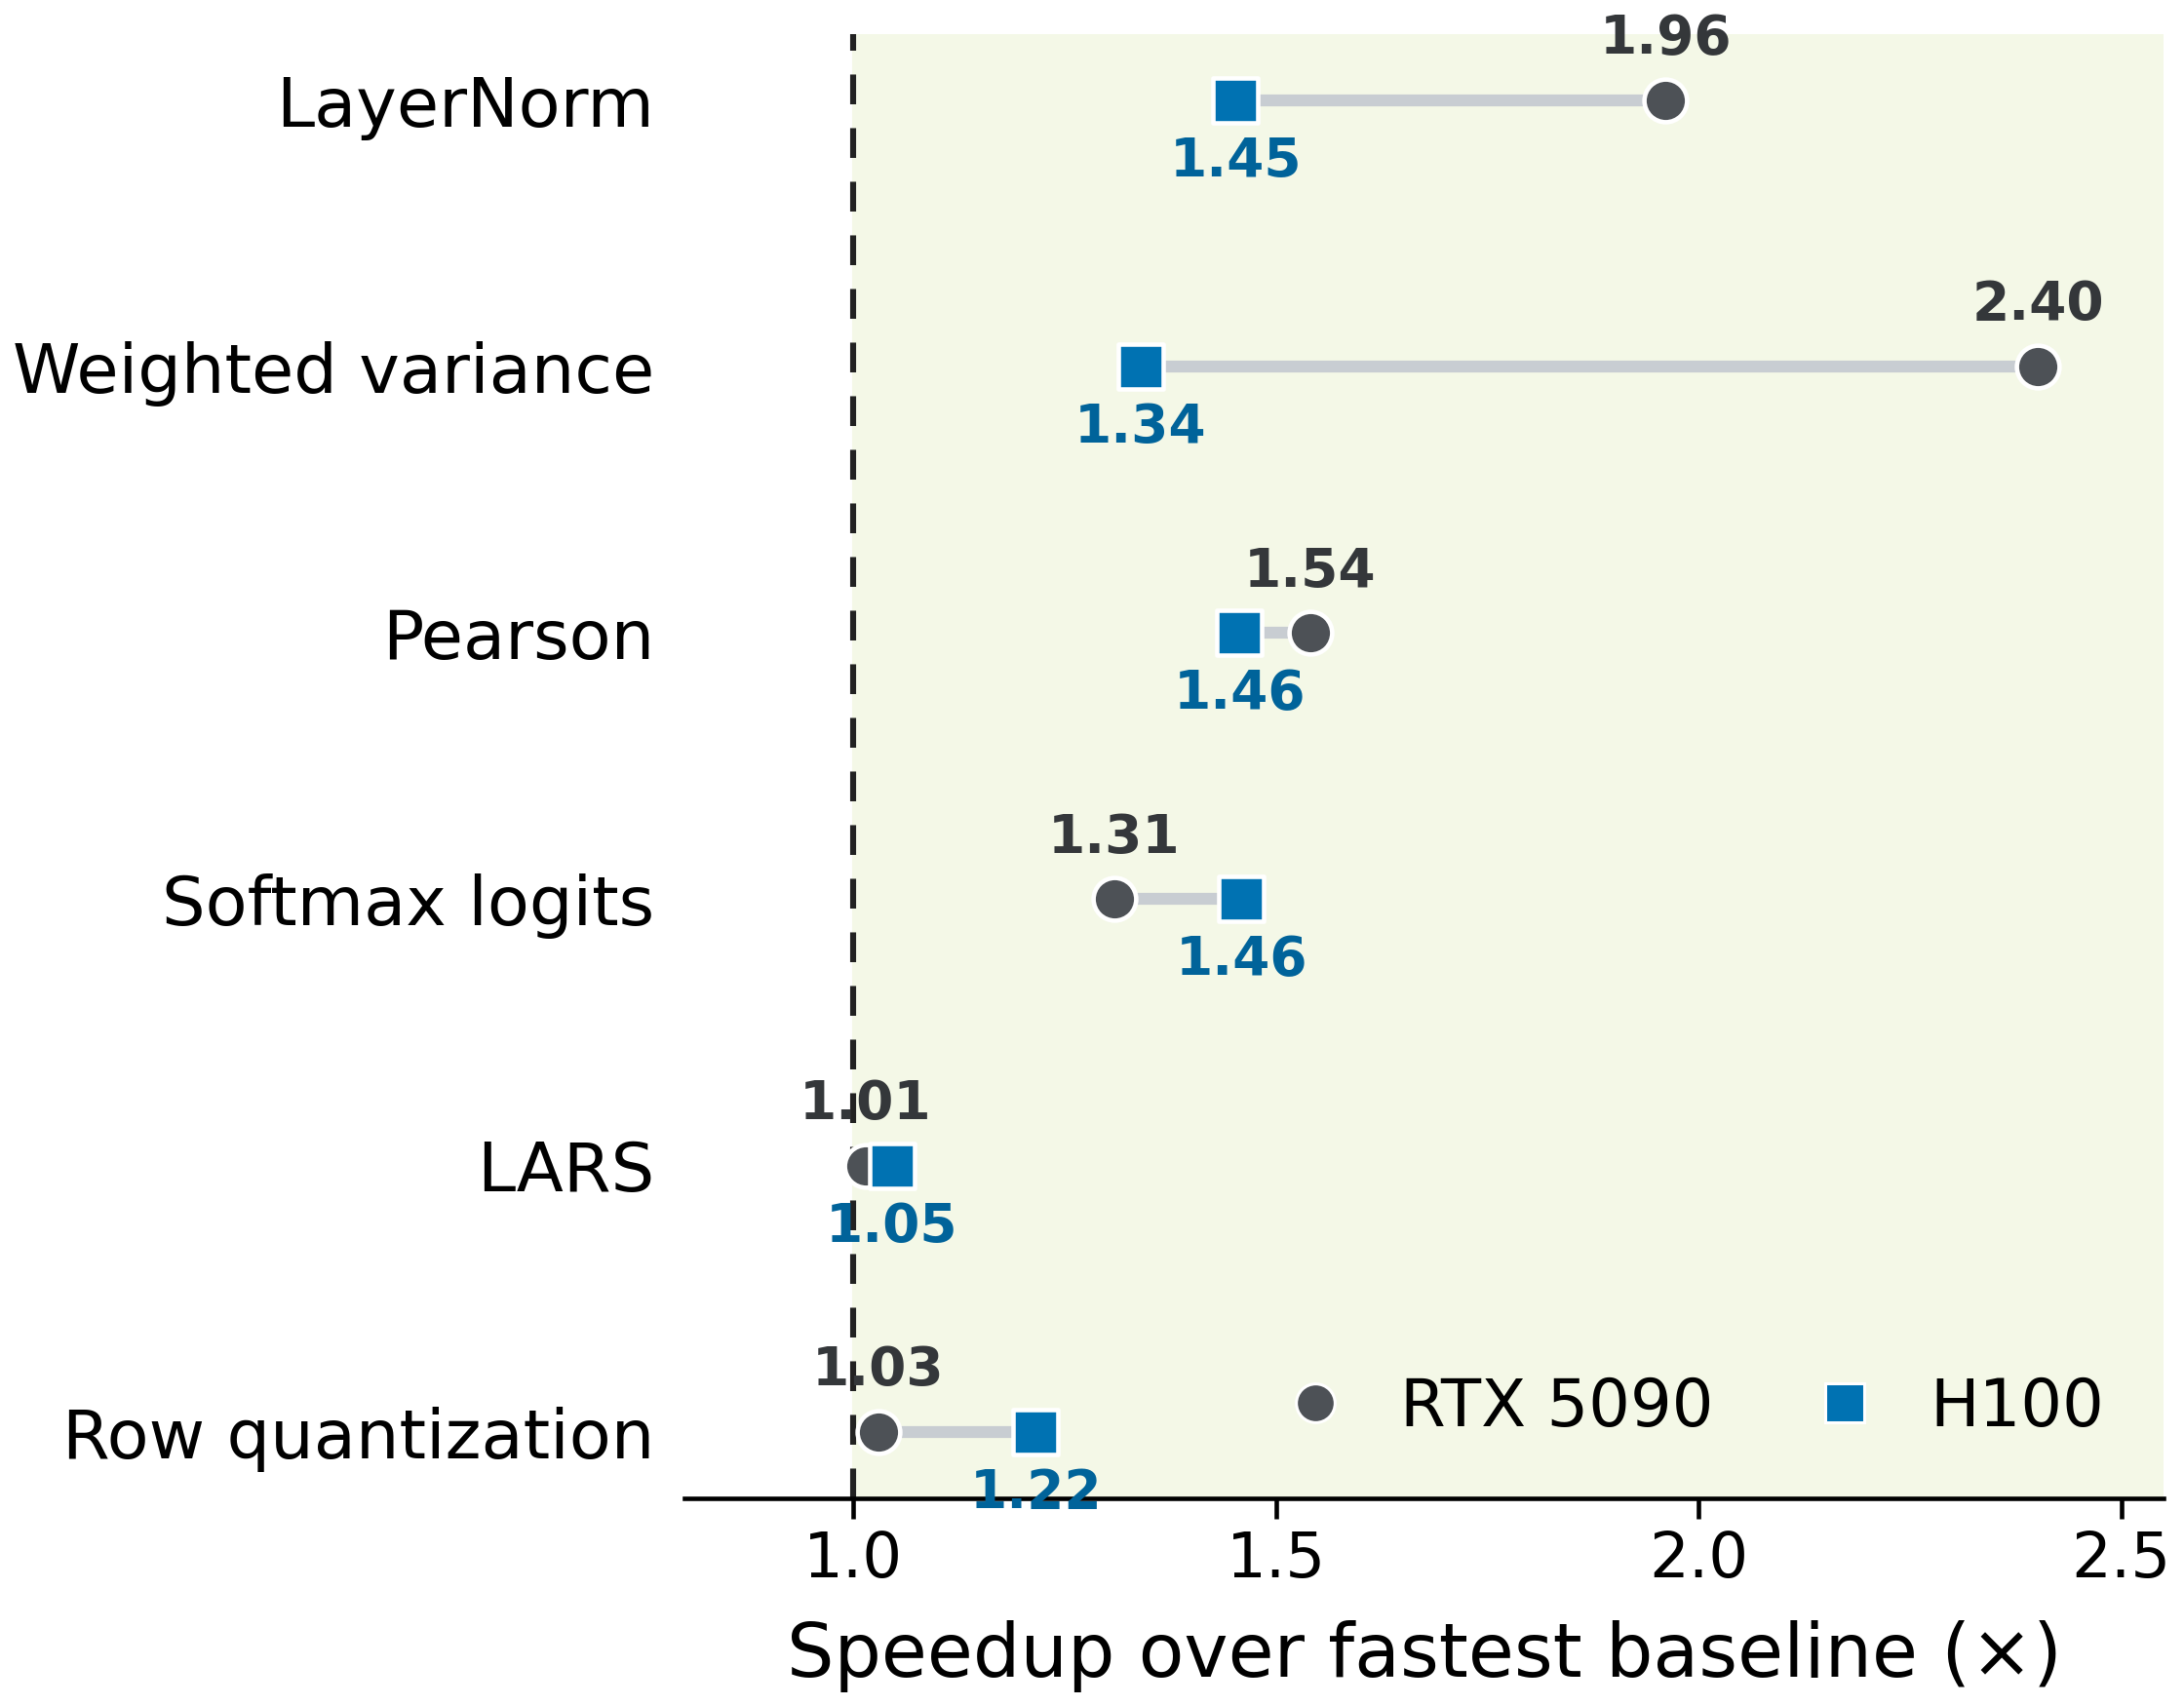 1.96
LayerNorm
1.45
2.40
Weighted variance
1.34
1.54
Pearson
1.46
1.31
Softmax logits
1.46
1.01
LARS
1.05
1.03
RTX 5090 H100
Row quantization
1.22
1.0 1.5 2.0 2.5
Speedup over fastest baseline (×)